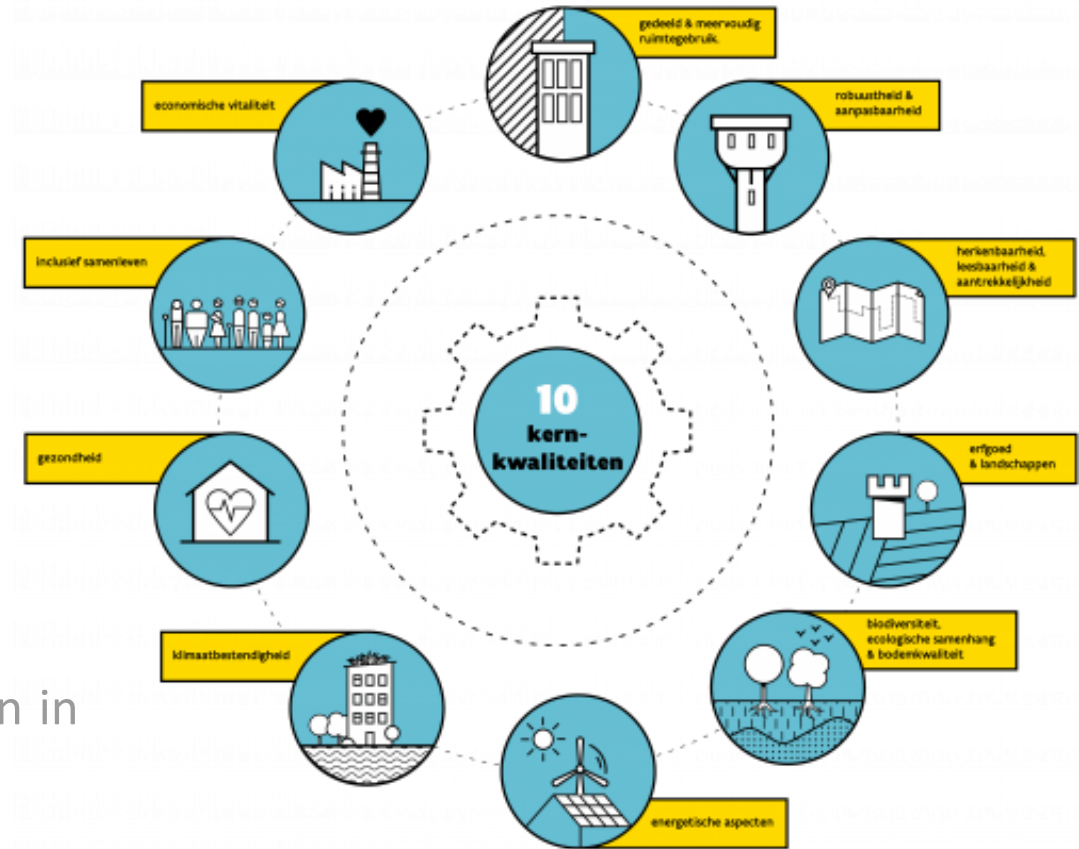 gedeeld & meervoudig
ruimtegebruik.
robuustheid &
aanpasbaarheid
herkenbaarheid,
leesbaarheid &
aantrekkelijkheid
erfgoed
& landschappen
biodiversiteit,
ecologische samenhang
& bodemkwaliteit
energetische aspecten
klimaatbestendigheid
gezondheid
inclusief samenleven
economische vitaliteit
10
kern-
kwaliteiten
n in